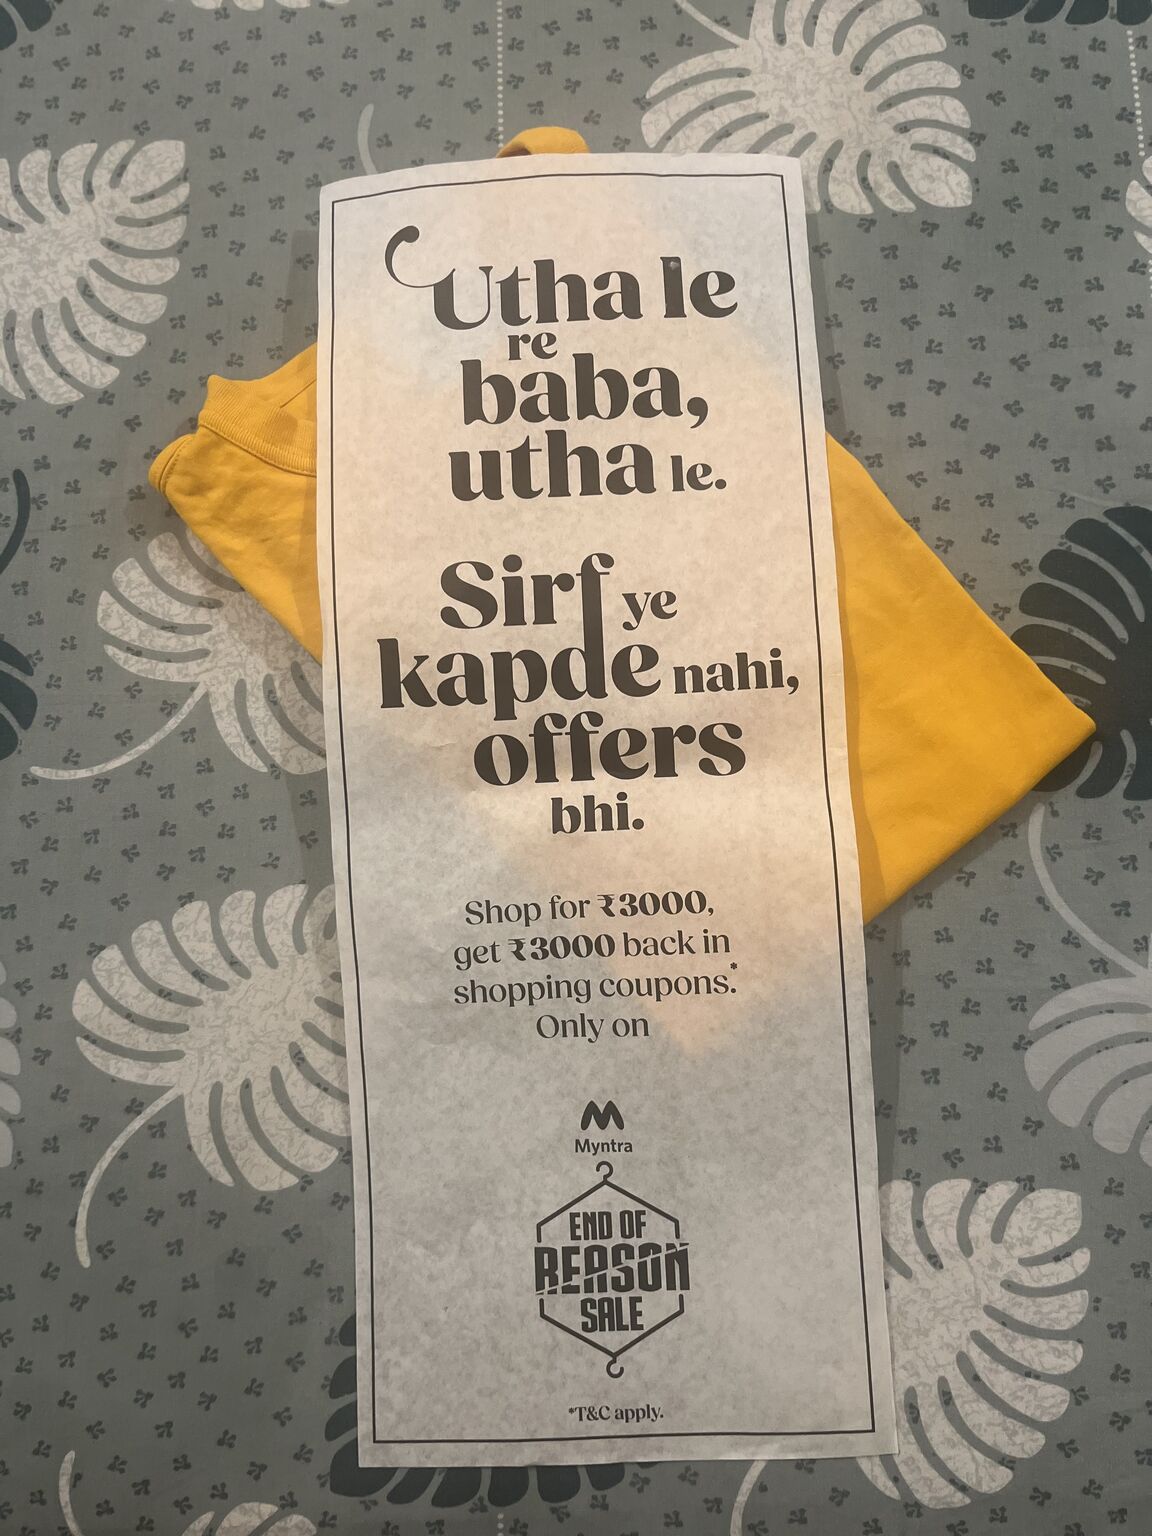 Utha le
re
baba,
utha le.
Sirf ye
kapde nahi,
offers
bhi.
Shop for ₹3000,
get ₹3000 back in
shopping coupons.*
Only on
Myntra
END OF
REASON
SALE
*T&C apply.